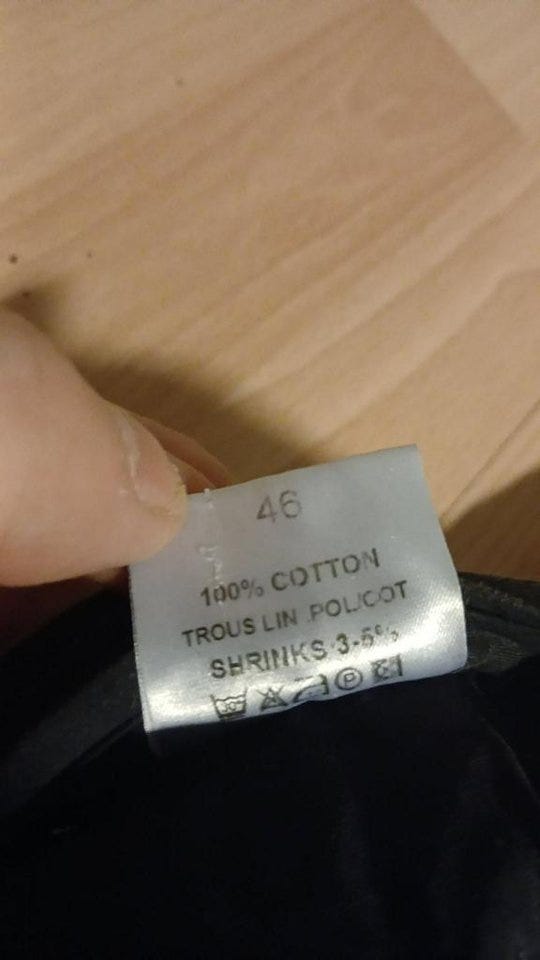 46
100% COTTON
TROUS LIN .POL/COT
SHRINKS 3-5%
P